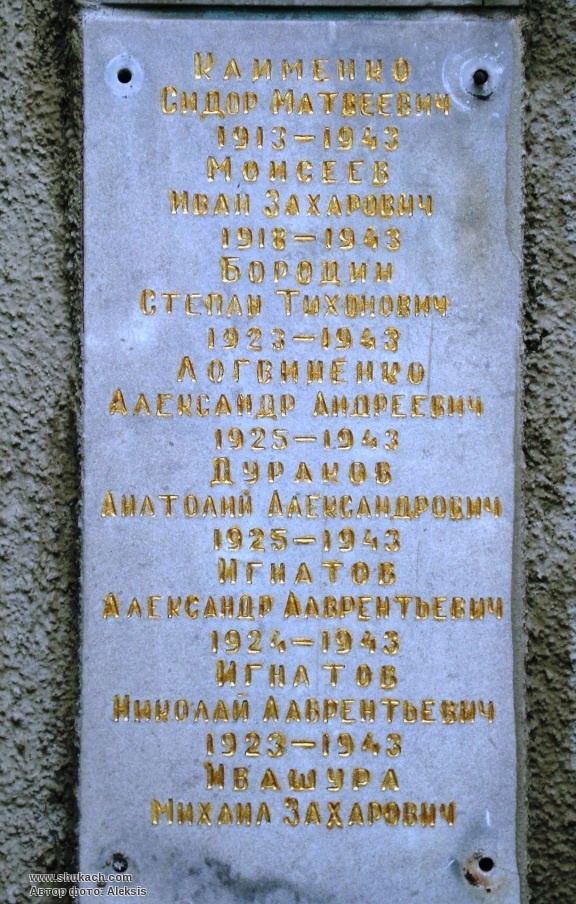 Клименко
Сидор Матвеевич
1913—1943
Моисеев
Иван Захарович
1918—1943
Бородин
Степан Тихонович
1923—1943
Логвиненко
Александр Андреевич
1925—1943
Дураков
Анатолий Александрович
1925—1943
Игнатов
Александр Лаврентьевич
1924—1943
Игнатов
Николай Лаврентьевич
1923—1943
Ивашура
Михаил Захарович
www.shukach.com
Автор фото: Aleksis